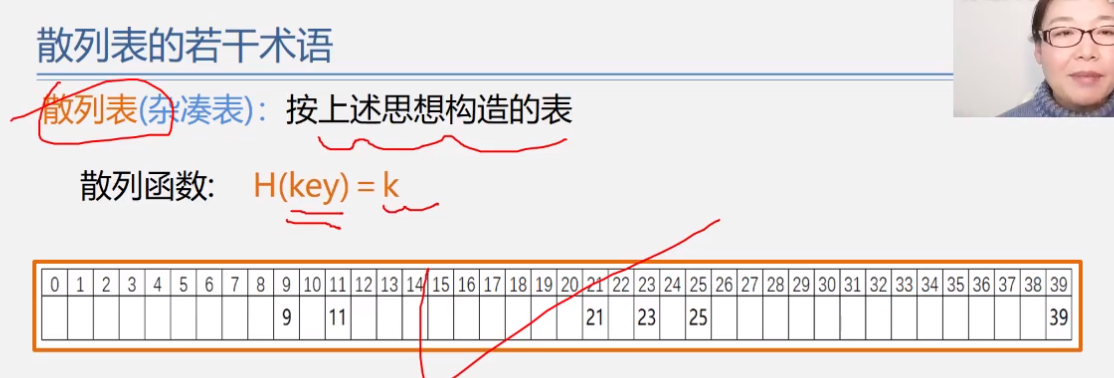 散列表的若干术语
散列表(杂凑表)：按上述思想构造的表
散列函数: H(key) = k
0 1 2 3 4 5 6 7 8 9 10 11 12 13 14 15 16 17 18 19 20 21 22 23 24 25 26 27 28 29 30 31 32 33 34 35 36 37 38 39
9 11 21 23 25 39